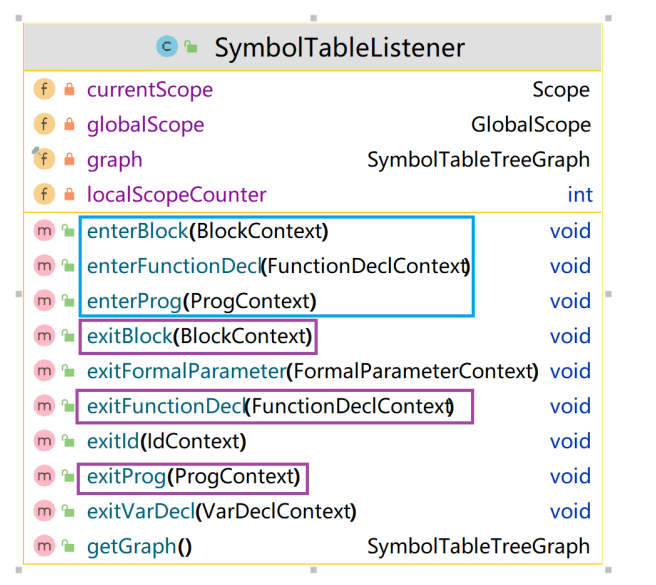 C SymbolTableListener
f currentScope Scope
f globalScope GlobalScope
f graph SymbolTableTreeGraph
f localScopeCounter int
m enterBlock(BlockContext) void
m enterFunctionDecl(FunctionDeclContext) void
m enterProg(ProgContext) void
m exitBlock(BlockContext) void
m exitFormalParameter(FormalParameterContext) void
m exitFunctionDecl(FunctionDeclContext) void
m exitId(IdContext) void
m exitProg(ProgContext) void
m exitVarDecl(VarDeclContext) void
m getGraph() SymbolTableTreeGraph